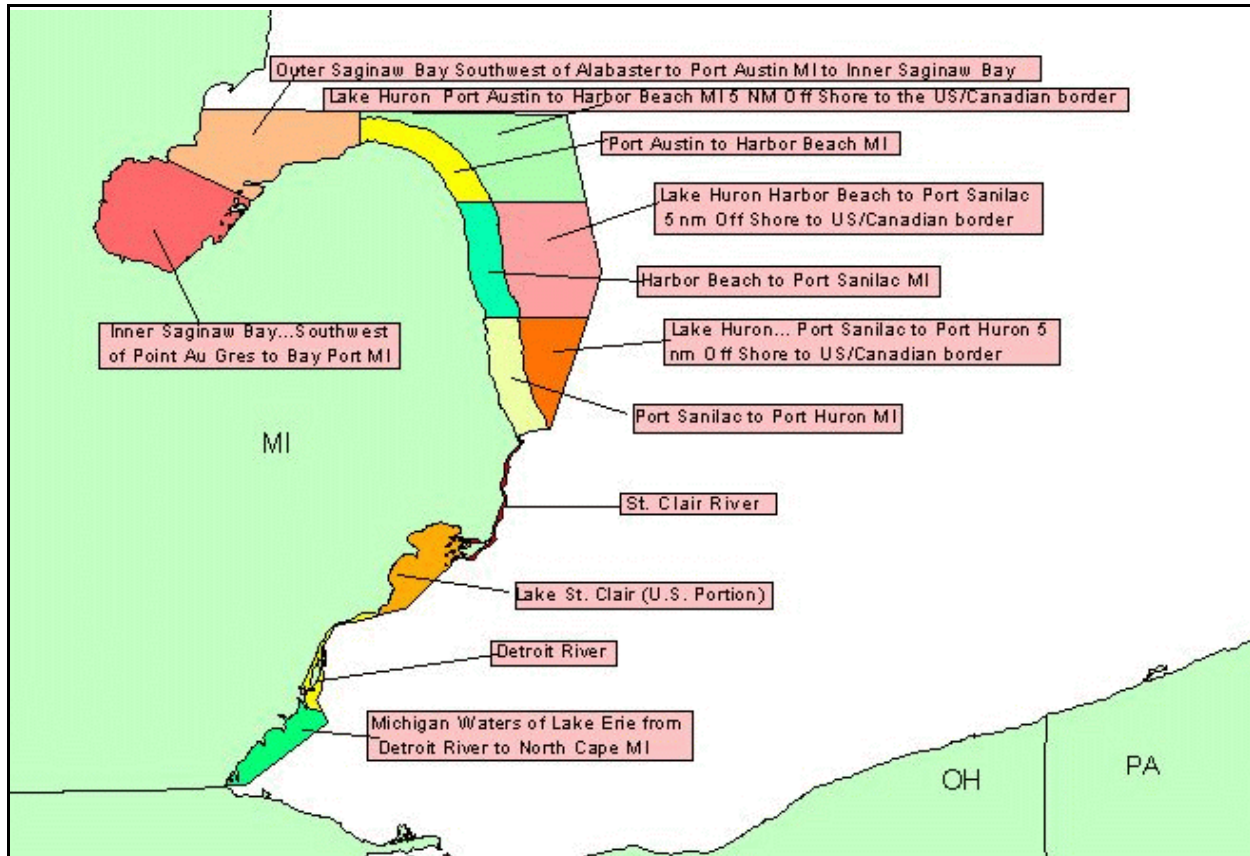 Outer Saginaw Bay Southwest of Alabaster to Port Austin MI to Inner Saginaw Bay
Lake Huron Port Austin to Harbor Beach MI 5 NM Off Shore to the US/Canadian border
Port Austin to Harbor Beach MI
Lake Huron Harbor Beach to Port Sanilac
5 nm Off Shore to US/Canadian border
Harbor Beach to Port Sanilac MI
Inner Saginaw Bay...Southwest
of Point Au Gres to Bay Port MI
Lake Huron... Port Sanilac to Port Huron 5
nm Off Shore to US/Canadian border
Port Sanilac to Port Huron MI
MI
St. Clair River
Lake St. Clair (U.S. Portion)
Detroit River
Michigan Waters of Lake Erie from
Detroit River to North Cape MI
OH
PA